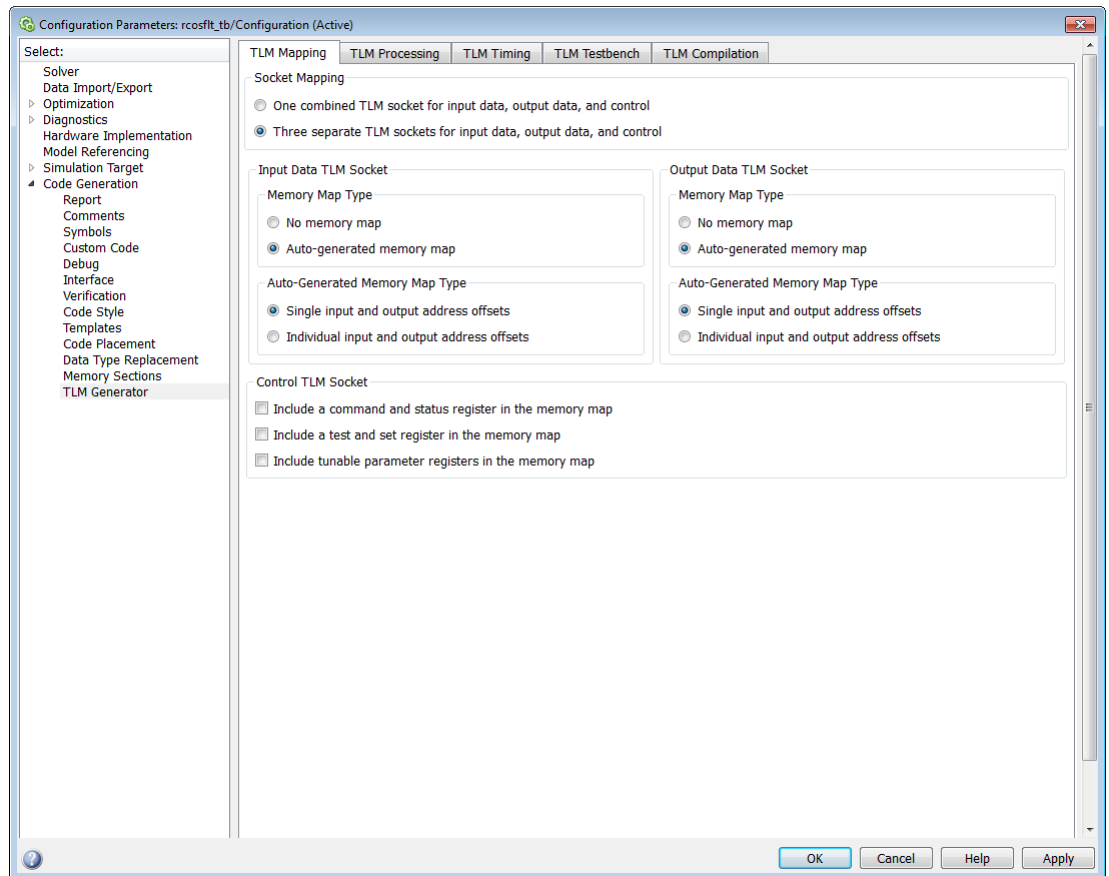 Configuration Parameters: rcosflt_tb/Configuration (Active)
Select:
Solver
Data Import/Export
Optimization
Diagnostics
Hardware Implementation
Model Referencing
Simulation Target
Code Generation
Report
Comments
Symbols
Custom Code
Debug
Interface
Verification
Code Style
Templates
Code Placement
Data Type Replacement
Memory Sections
TLM Generator
TLM Mapping TLM Processing TLM Timing TLM Testbench TLM Compilation
Socket Mapping
One combined TLM socket for input data, output data, and control
Three separate TLM sockets for input data, output data, and control
Input Data TLM Socket
Memory Map Type
No memory map
Auto-generated memory map
Auto-Generated Memory Map Type
Single input and output address offsets
Individual input and output address offsets
Output Data TLM Socket
Memory Map Type
No memory map
Auto-generated memory map
Auto-Generated Memory Map Type
Single input and output address offsets
Individual input and output address offsets
Control TLM Socket
Include a command and status register in the memory map
Include a test and set register in the memory map
Include tunable parameter registers in the memory map
OK Cancel Help Apply